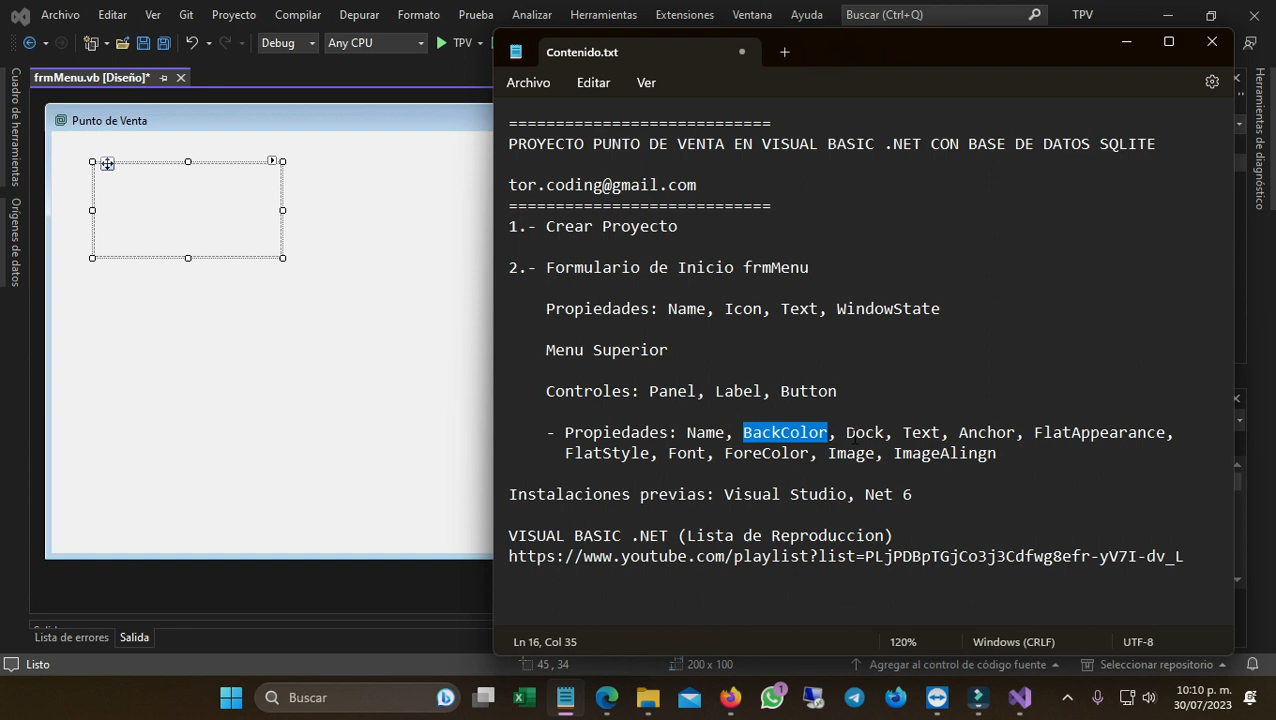 Archivo Editar Ver Git Proyecto Compilar Depurar Formato Prueba Analizar Herramientas Extensiones Ventana Ayuda Buscar (Ctrl+Q) TPV
Debug Any CPU TPV
frmMenu.vb [Diseño]*
Cuadro de herramientas
Orígenes de datos
Punto de Venta
Contenido.txt
Archivo Editar Ver
===========================
PROYECTO PUNTO DE VENTA EN VISUAL BASIC .NET CON BASE DE DATOS SQLITE
tor.coding@gmail.com
===========================
1.- Crear Proyecto
2.- Formulario de Inicio frmMenu
Propiedades: Name, Icon, Text, WindowState
Menu Superior
Controles: Panel, Label, Button
- Propiedades: Name, BackColor, Dock, Text, Anchor, FlatAppearance,
FlatStyle, Font, ForeColor, Image, ImageAlingn
Instalaciones previas: Visual Studio, Net 6
VISUAL BASIC .NET (Lista de Reproduccion)
https://www.youtube.com/playlist?list=PLjPDBpTGjCo3j3Cdfwg8efr-yV7I-dv_L
Ln 16, Col 35 120% Windows (CRLF) UTF-8
Herramientas de diagnóstico
Lista de errores Salida
Listo 45, 34 200 x 100 Agregar al control de código fuente Seleccionar repositorio
Buscar 1 10:10 p. m.
30/07/2023